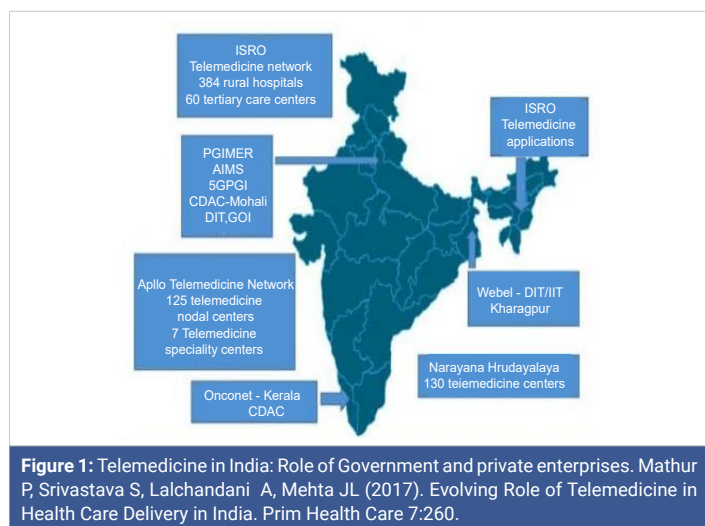 ISRO
Telemedicine network
384 rural hospitals
60 tertiary care centers
ISRO
Telemedicine
applications
PGIMER
AIMS
5GPGI
CDAC-Mohali
DIT,GOI
Apllo Telemedicine Network
125 telemedicine
nodal centers
7 Telemedicine
speciality centers
Webel - DIT/IIT
Kharagpur
Narayana Hrudayalaya
130 teiemedicine centers
Onconet - Kerala
CDAC
Figure 1: Telemedicine in India: Role of Government and private enterprises. Mathur
P, Srivastava S, Lalchandani A, Mehta JL (2017). Evolving Role of Telemedicine in
Health Care Delivery in India. Prim Health Care 7:260.